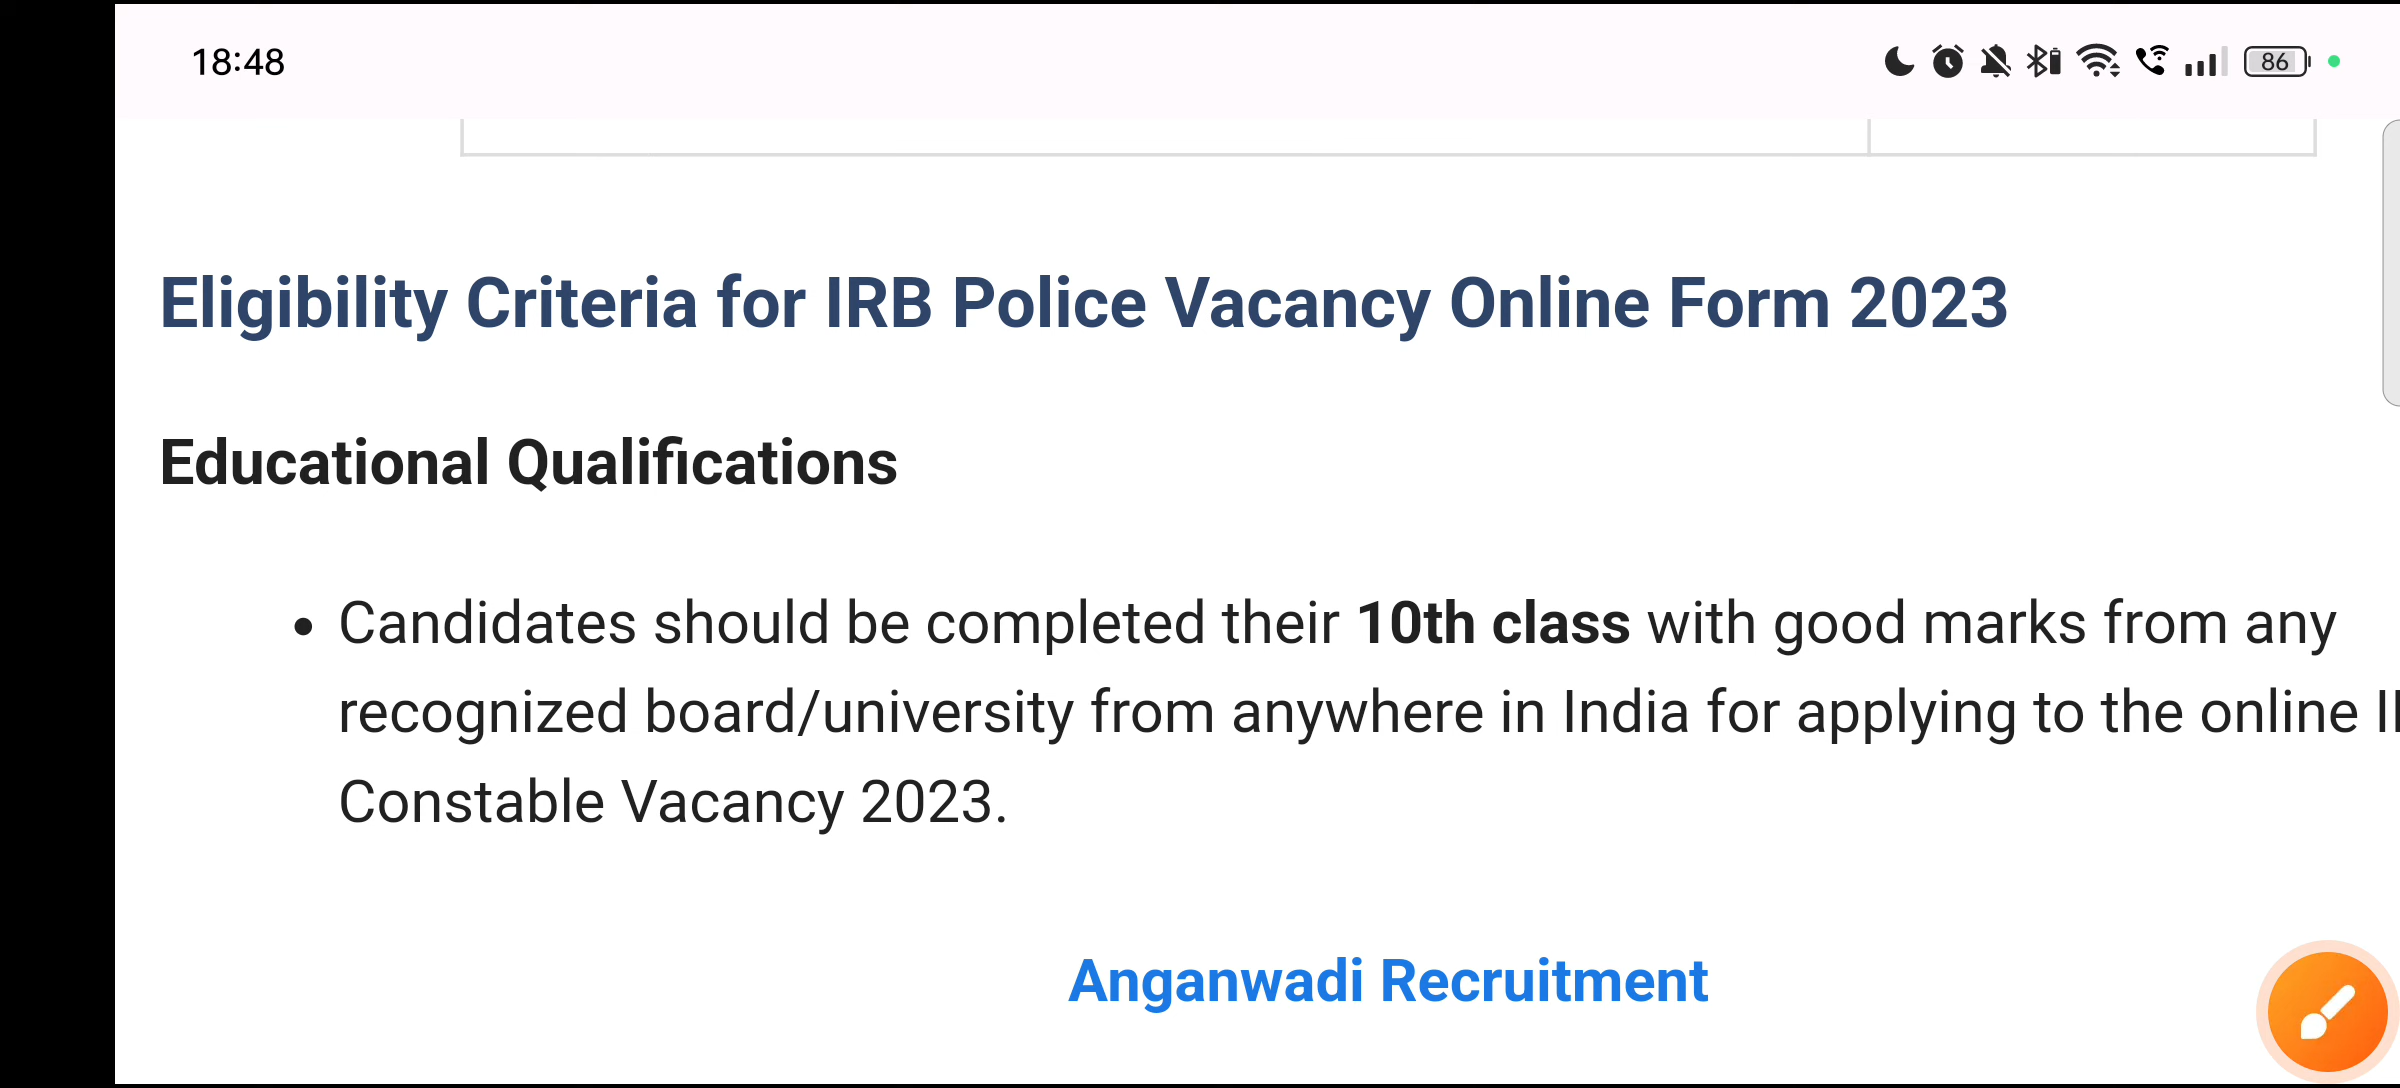 18:48
86
Eligibility Criteria for IRB Police Vacancy Online Form 2023
Educational Qualifications
• Candidates should be completed their 10th class with good marks from any
recognized board/university from anywhere in India for applying to the online
Constable Vacancy 2023.
Anganwadi Recruitment